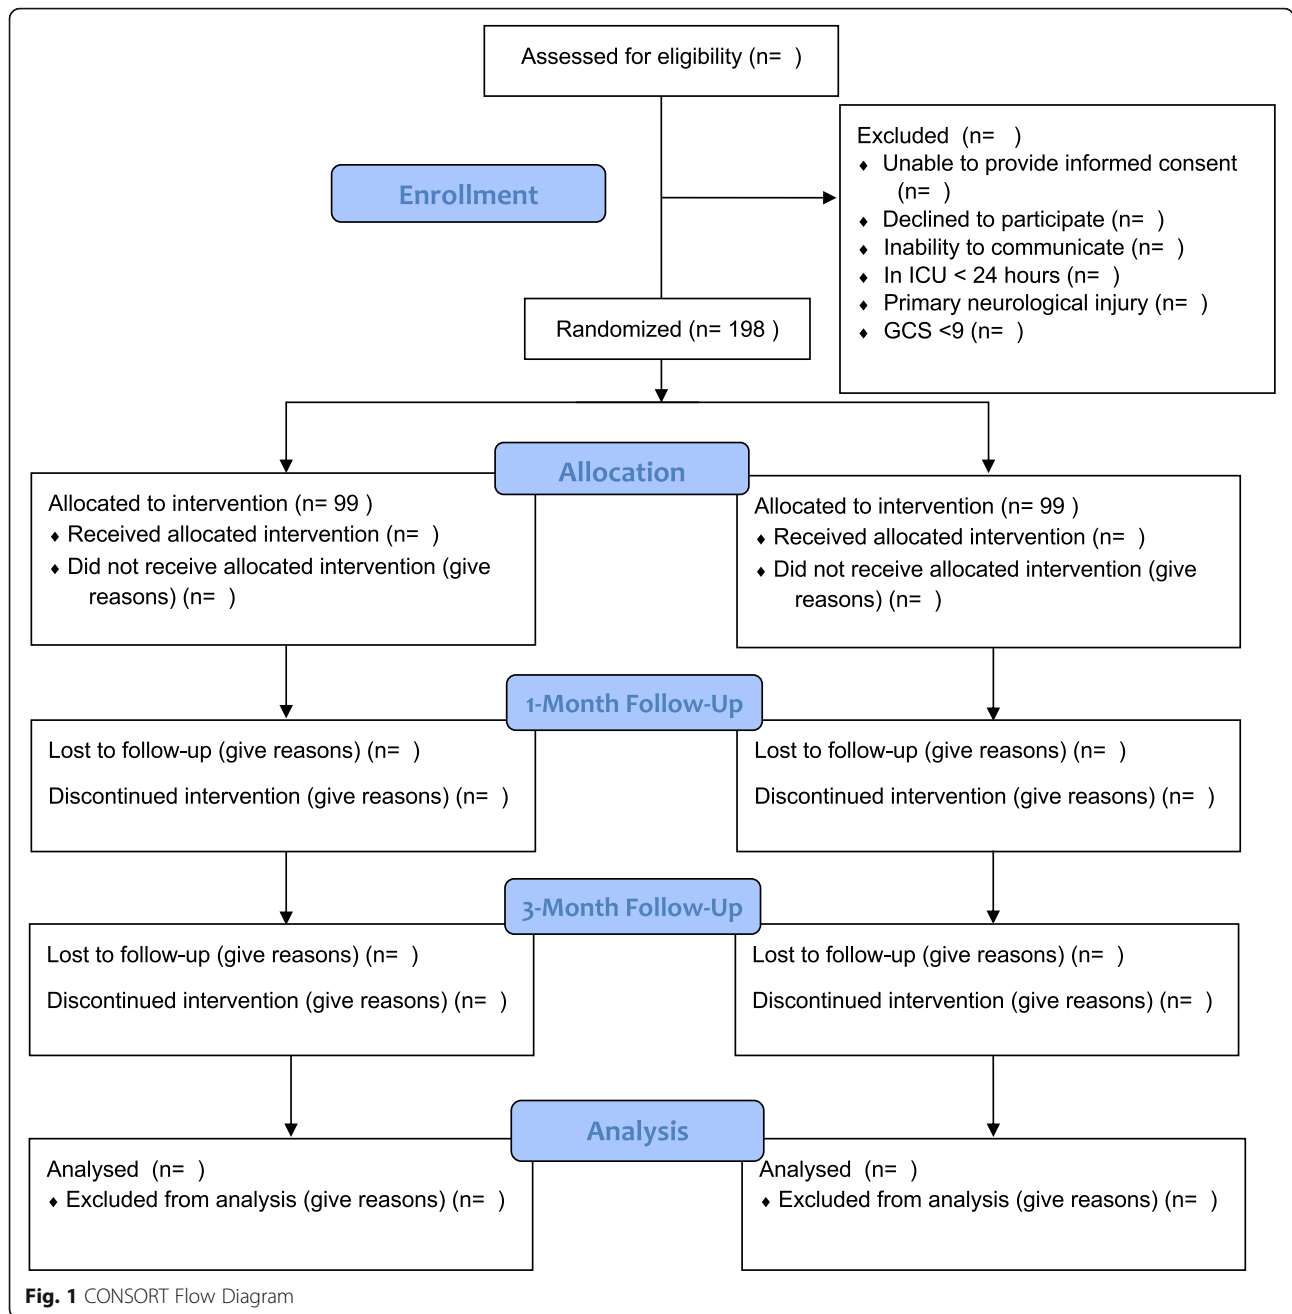 Assessed for eligibility (n=  )
Excluded  (n=  )
♦ Unable to provide informed consent
(n=  )
♦ Declined to participate (n=  )
♦ Inability to communicate (n=  )
♦ In ICU < 24 hours (n=  )
♦ Primary neurological injury (n=  )
♦ GCS <9 (n=  )
Enrollment
Randomized (n= 198 )
Allocation
Allocated to intervention (n= 99 )
♦ Received allocated intervention (n=  )
♦ Did not receive allocated intervention (give
reasons) (n=  )
Allocated to intervention (n= 99 )
♦ Received allocated intervention (n=  )
♦ Did not receive allocated intervention (give
reasons) (n=  )
1-Month Follow-Up
Lost to follow-up (give reasons) (n=  )
Discontinued intervention (give reasons) (n=  )
Lost to follow-up (give reasons) (n=  )
Discontinued intervention (give reasons) (n=  )
3-Month Follow-Up
Lost to follow-up (give reasons) (n=  )
Discontinued intervention (give reasons) (n=  )
Lost to follow-up (give reasons) (n=  )
Discontinued intervention (give reasons) (n=  )
Analysis
Analysed  (n=  )
♦ Excluded from analysis (give reasons) (n=  )
Analysed  (n=  )
♦ Excluded from analysis (give reasons) (n=  )
Fig. 1 CONSORT Flow Diagram